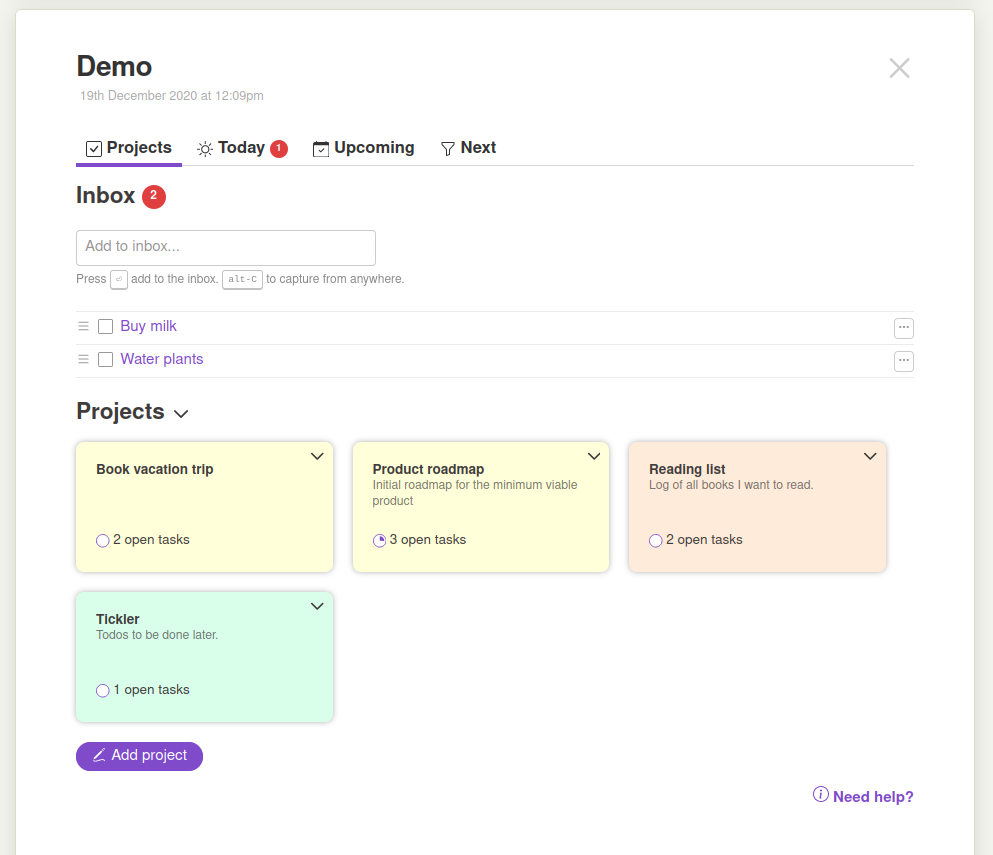 Demo
19th December 2020 at 12:09pm
Projects Today 1 Upcoming Next
Inbox 2
Add to inbox...
Press ⏎ add to the inbox. alt-C to capture from anywhere.
Buy milk
Water plants
Projects
Book vacation trip
2 open tasks
Product roadmap
Initial roadmap for the minimum viable
product
3 open tasks
Reading list
Log of all books I want to read.
2 open tasks
Tickler
Todos to be done later.
1 open tasks
Add project
Need help?